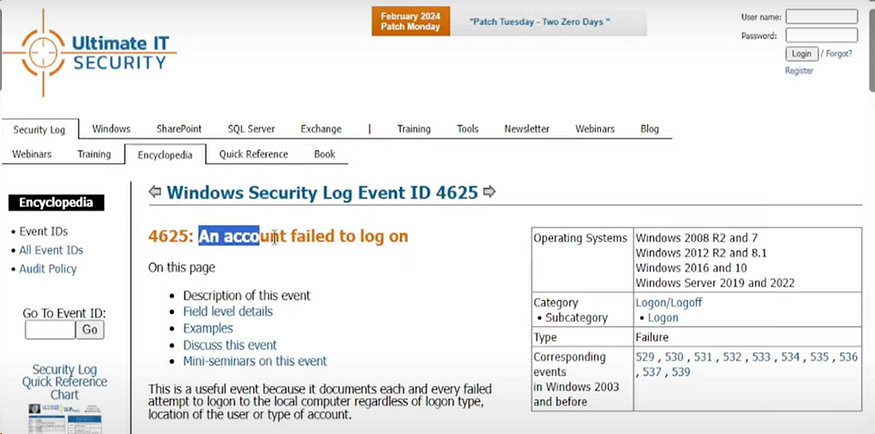 February 2024
Patch Monday
"Patch Tuesday - Two Zero Days "
User name:
Password:
Login / Forgot?
Register
Ultimate IT
SECURITY
Security Log Windows SharePoint SQL Server Exchange | Training Tools Newsletter Webinars Blog
Webinars Training Encyclopedia Quick Reference Book
Encyclopedia
• Event IDs
• All Event IDs
• Audit Policy
Go To Event ID:
Go
Security Log
Quick Reference
Chart
Windows Security Log Event ID 4625
4625: An account failed to log on
On this page
• Description of this event
• Field level details
• Examples
• Discuss this event
• Mini-seminars on this event
This is a useful event because it documents each and every failed
attempt to logon to the local computer regardless of logon type,
location of the user or type of account.
Operating Systems Windows 2008 R2 and 7
Windows 2012 R2 and 8.1
Windows 2016 and 10
Windows Server 2019 and 2022
Category Logon/Logoff
• Subcategory • Logon
Type Failure
Corresponding 529 , 530 , 531 , 532 , 533 , 534 , 535 , 536
events , 537 , 539
in Windows 2003
and before